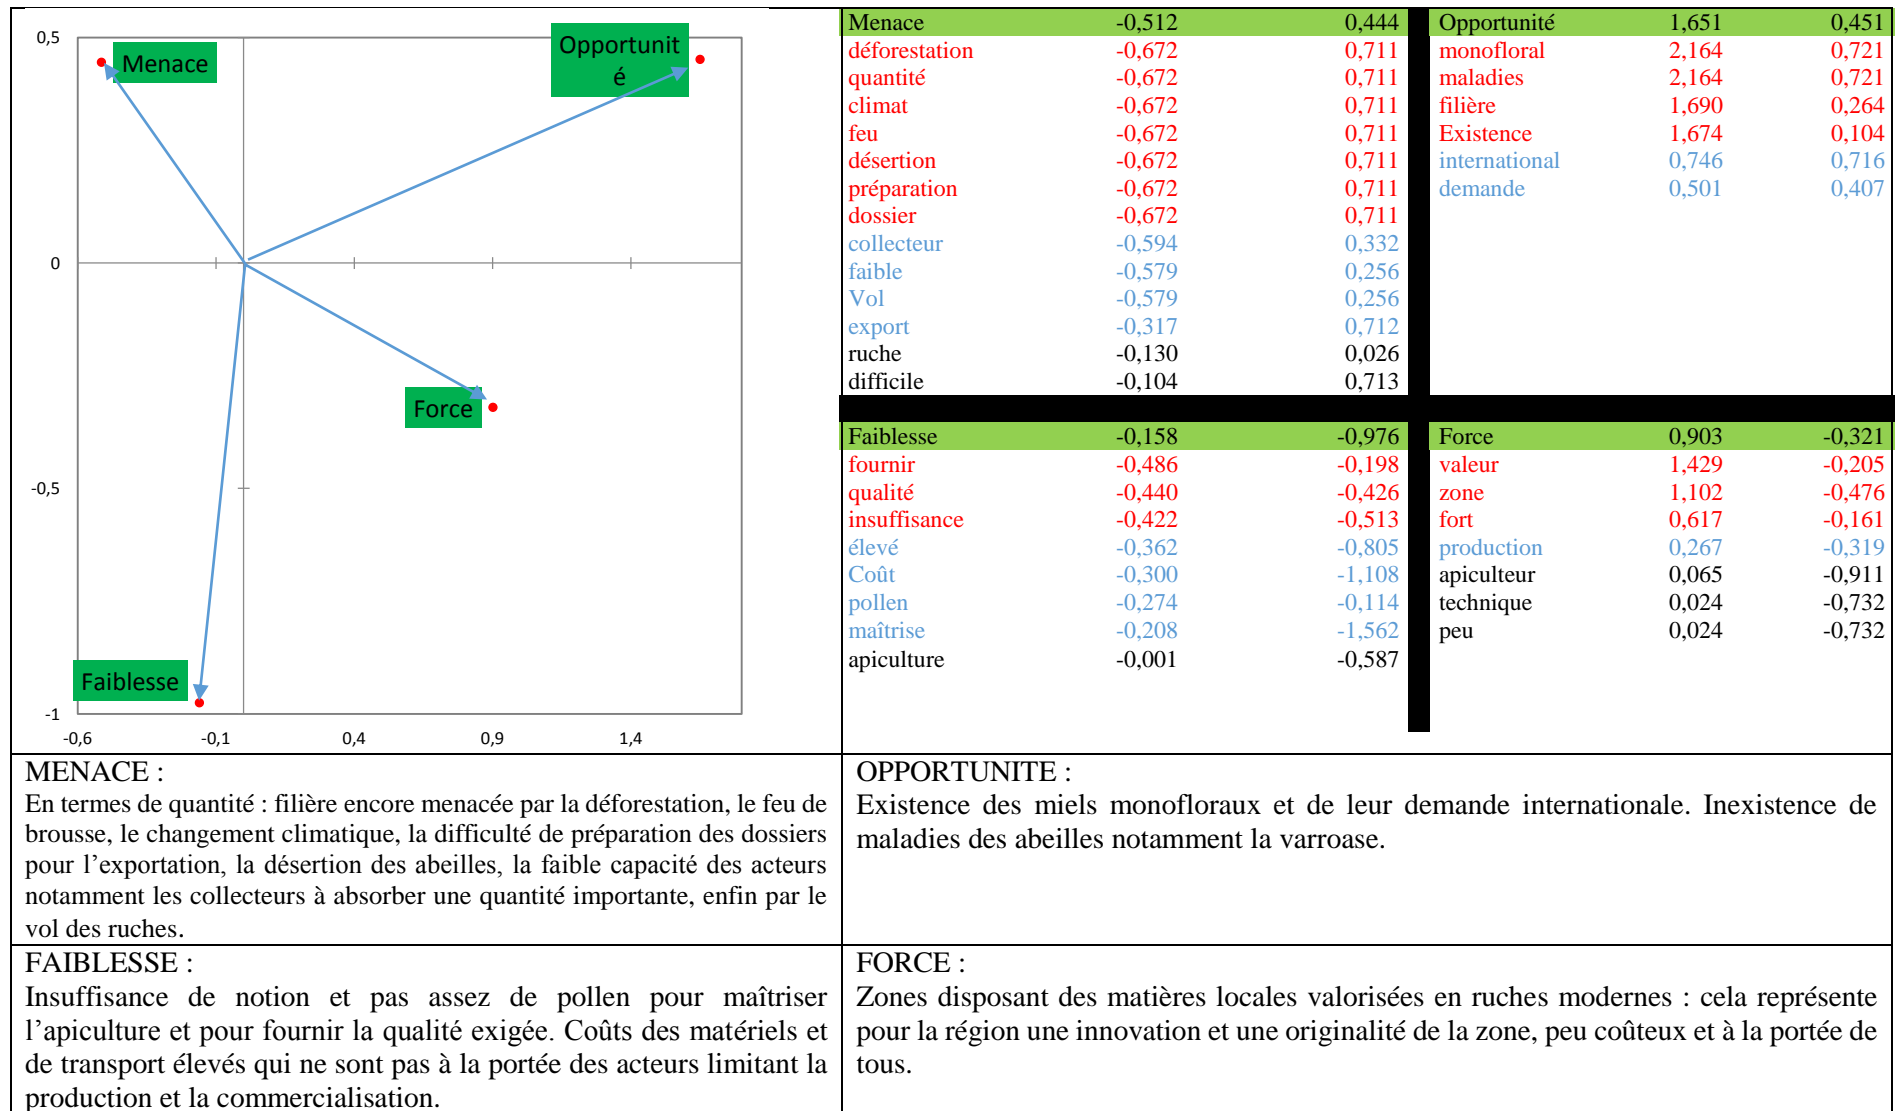 0,5
0
-0,5
-1
-0,6 -0,1 0,4 0,9 1,4
Menace
Opportunit
é
Force
Faiblesse
Menace -0,512 0,444
déforestation -0,672 0,711
quantité -0,672 0,711
climat -0,672 0,711
feu -0,672 0,711
désertion -0,672 0,711
préparation -0,672 0,711
dossier -0,672 0,711
collecteur -0,594 0,332
faible -0,579 0,256
Vol -0,579 0,256
export -0,317 0,712
ruche -0,130 0,026
difficile -0,104 0,713
Opportunité 1,651 0,451
monofloral 2,164 0,721
maladies 2,164 0,721
filière 1,690 0,264
Existence 1,674 0,104
international 0,746 0,716
demande 0,501 0,407
Faiblesse -0,158 -0,976
fournir -0,486 -0,198
qualité -0,440 -0,426
insuffisance -0,422 -0,513
élevé -0,362 -0,805
Coût -0,300 -1,108
pollen -0,274 -0,114
maîtrise -0,208 -1,562
apiculture -0,001 -0,587
Force 0,903 -0,321
valeur 1,429 -0,205
zone 1,102 -0,476
fort 0,617 -0,161
production 0,267 -0,319
apiculteur 0,065 -0,911
technique 0,024 -0,732
peu 0,024 -0,732
MENACE :
En termes de quantité : filière encore menacée par la déforestation, le feu de
brousse, le changement climatique, la difficulté de préparation des dossiers
pour l’exportation, la désertion des abeilles, la faible capacité des acteurs
notamment les collecteurs à absorber une quantité importante, enfin par le
vol des ruches.
OPPORTUNITE :
Existence des miels monofloraux et de leur demande internationale. Inexistence de
maladies des abeilles notamment la varroase.
FAIBLESSE :
Insuffisance de notion et pas assez de pollen pour maîtriser
l’apiculture et pour fournir la qualité exigée. Coûts des matériels et
de transport élevés qui ne sont pas à la portée des acteurs limitant la
production et la commercialisation.
FORCE :
Zones disposant des matières locales valorisées en ruches modernes : cela représente
pour la région une innovation et une originalité de la zone, peu coûteux et à la portée de
tous.